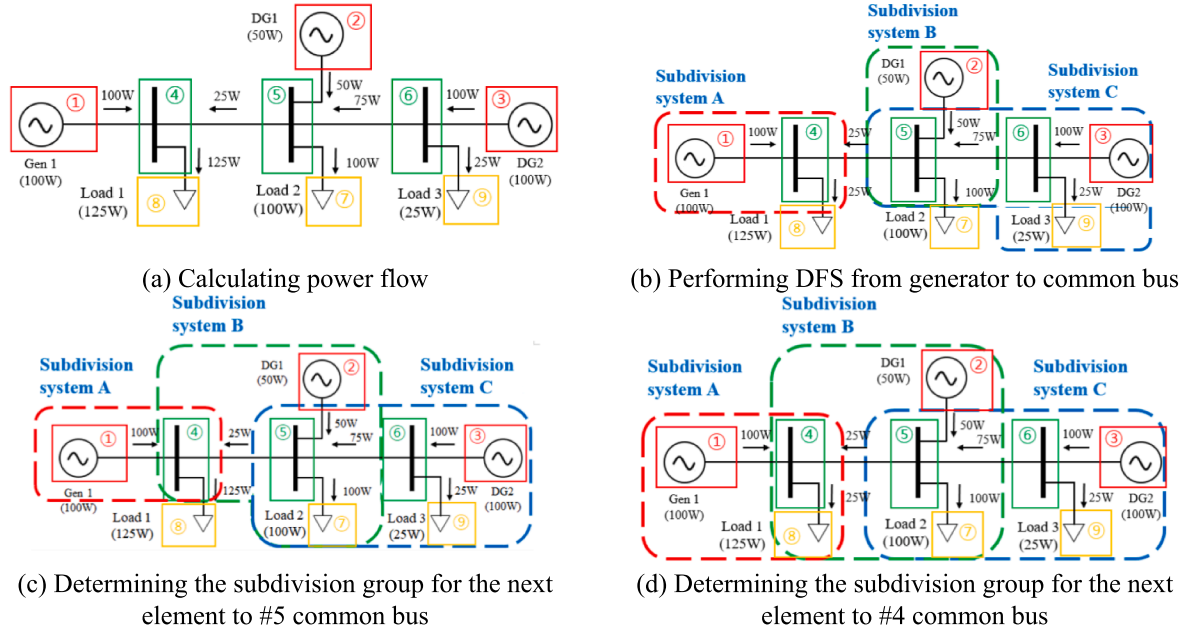 DG1
(50W)
②
50W
75W
①
100W
④
25W
⑤
⑥
100W
③
Gen 1
(100W)
125W
100W
25W
DG2
(100W)
Load 1
(125W)
⑧
Load 2
(100W)
⑦
Load 3
(25W)
⑨
(a) Calculating power flow
Subdivision
system B
Subdivision
system A
DG1
(50W)
②
Subdivision
system C
50W
75W
①
100W
④
25W
⑤
⑥
100W
③
Gen 1
(100W)
25W
100W
25W
DG2
(100W)
Load 1
(125W)
⑧
Load 2
(100W)
⑦
Load 3
(25W)
⑨
(b) Performing DFS from generator to common bus
Subdivision
system B
Subdivision
system A
DG1
(50W)
②
Subdivision
system C
50W
75W
①
100W
④
25W
⑤
⑥
100W
③
Gen 1
(100W)
125W
100W
25W
DG2
(100W)
Load 1
(125W)
⑧
Load 2
(100W)
⑦
Load 3
(25W)
⑨
(c) Determining the subdivision group for the next
element to #5 common bus
Subdivision
system B
Subdivision
system A
DG1
(50W)
②
Subdivision
system C
50W
75W
①
100W
④
25W
⑤
⑥
100W
③
Gen 1
(100W)
25W
100W
25W
DG2
(100W)
Load 1
(125W)
⑧
Load 2
(100W)
⑦
Load 3
(25W)
⑨
(d) Determining the subdivision group for the next
element to #4 common bus